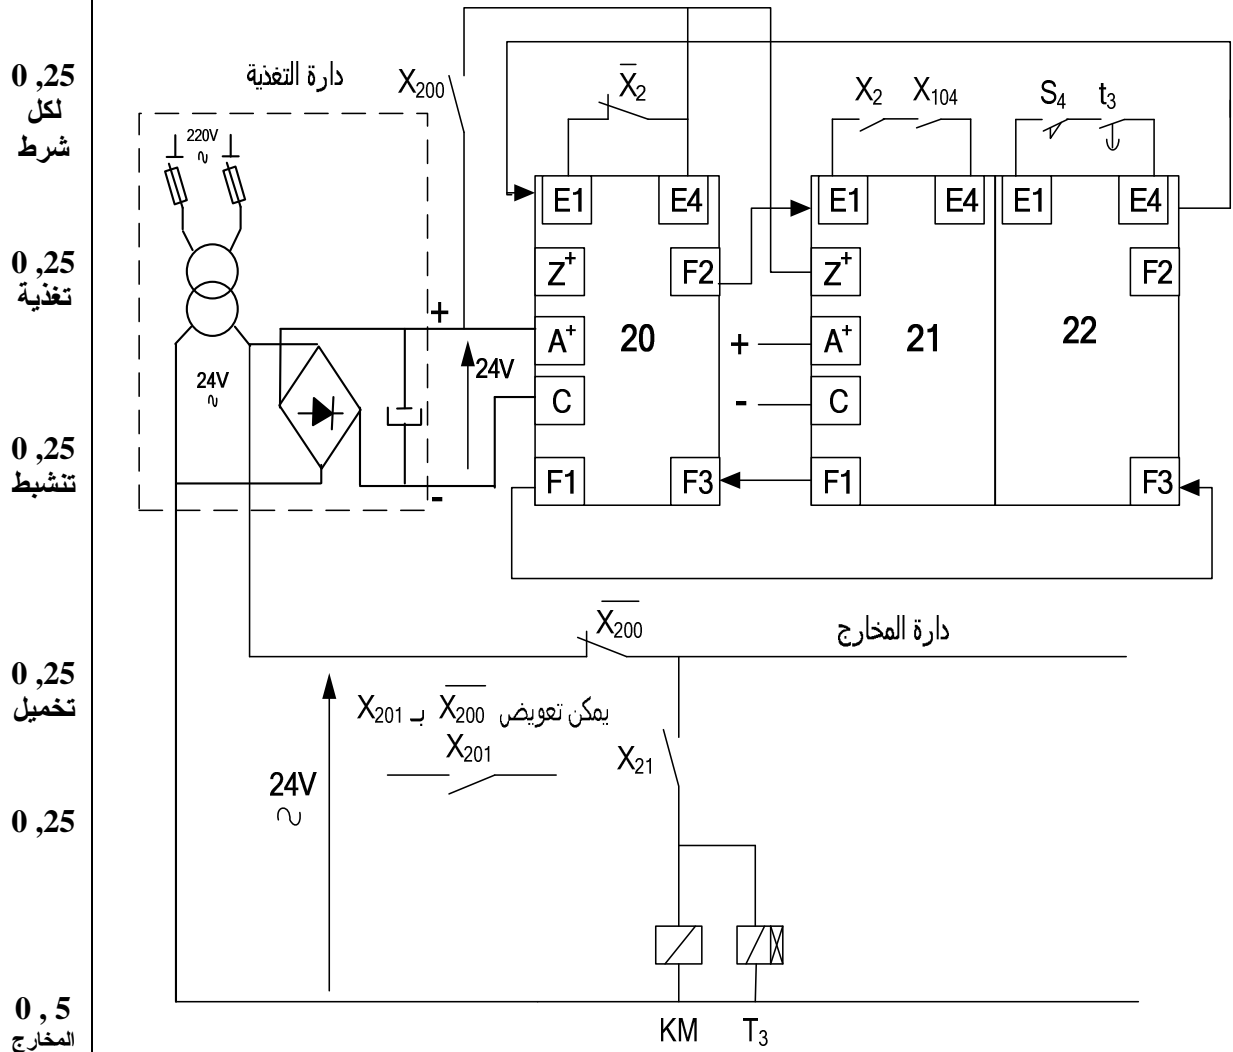 0 ,25
لكل
شرط
0 ,25
تغذية
0 ,25
تنشبط
0 ,25
تخميل
0 ,25
0 , 5
المخارج
دارة التغذية
220V
∿
24V
∿
+
-
24V
X200
X̅2
E1
E4
Z+
F2
A+
20
C
F1
F3
X2
X104
S4
t3
E1
E4
E1
E4
Z+
F2
+
A+
21
22
-
C
F1
F3
X̅200
دارة المخارج
يمكن تعويض X̅200 بـ X201
X201
X21
24V
∿
KM
T3